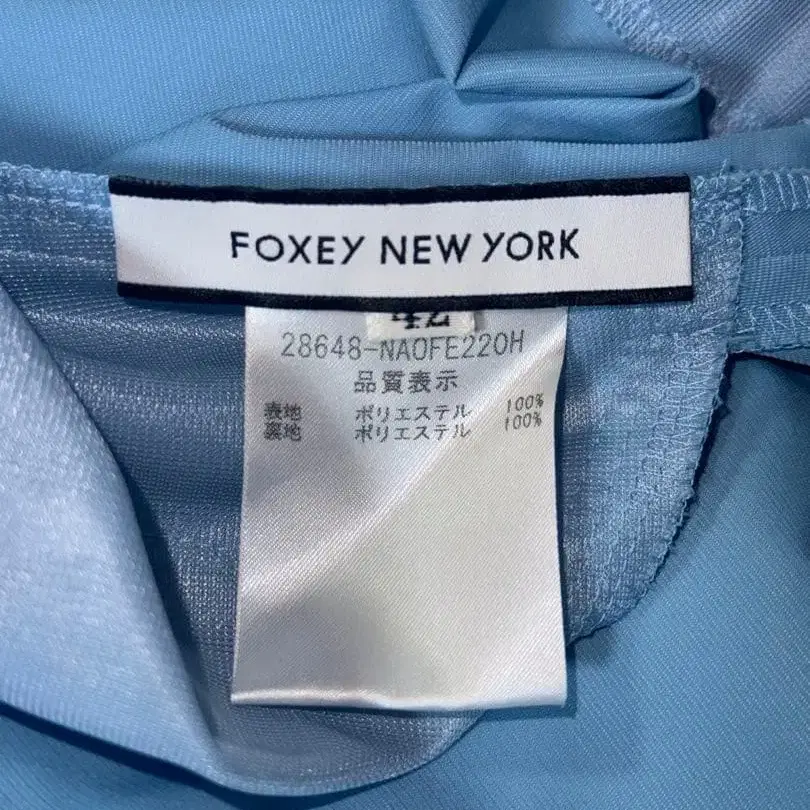 FOXEY NEW YORK
42
28648-NAOFE220H
品質表示
表地 ポリエステル 100%
裏地 ポリエステル 100%